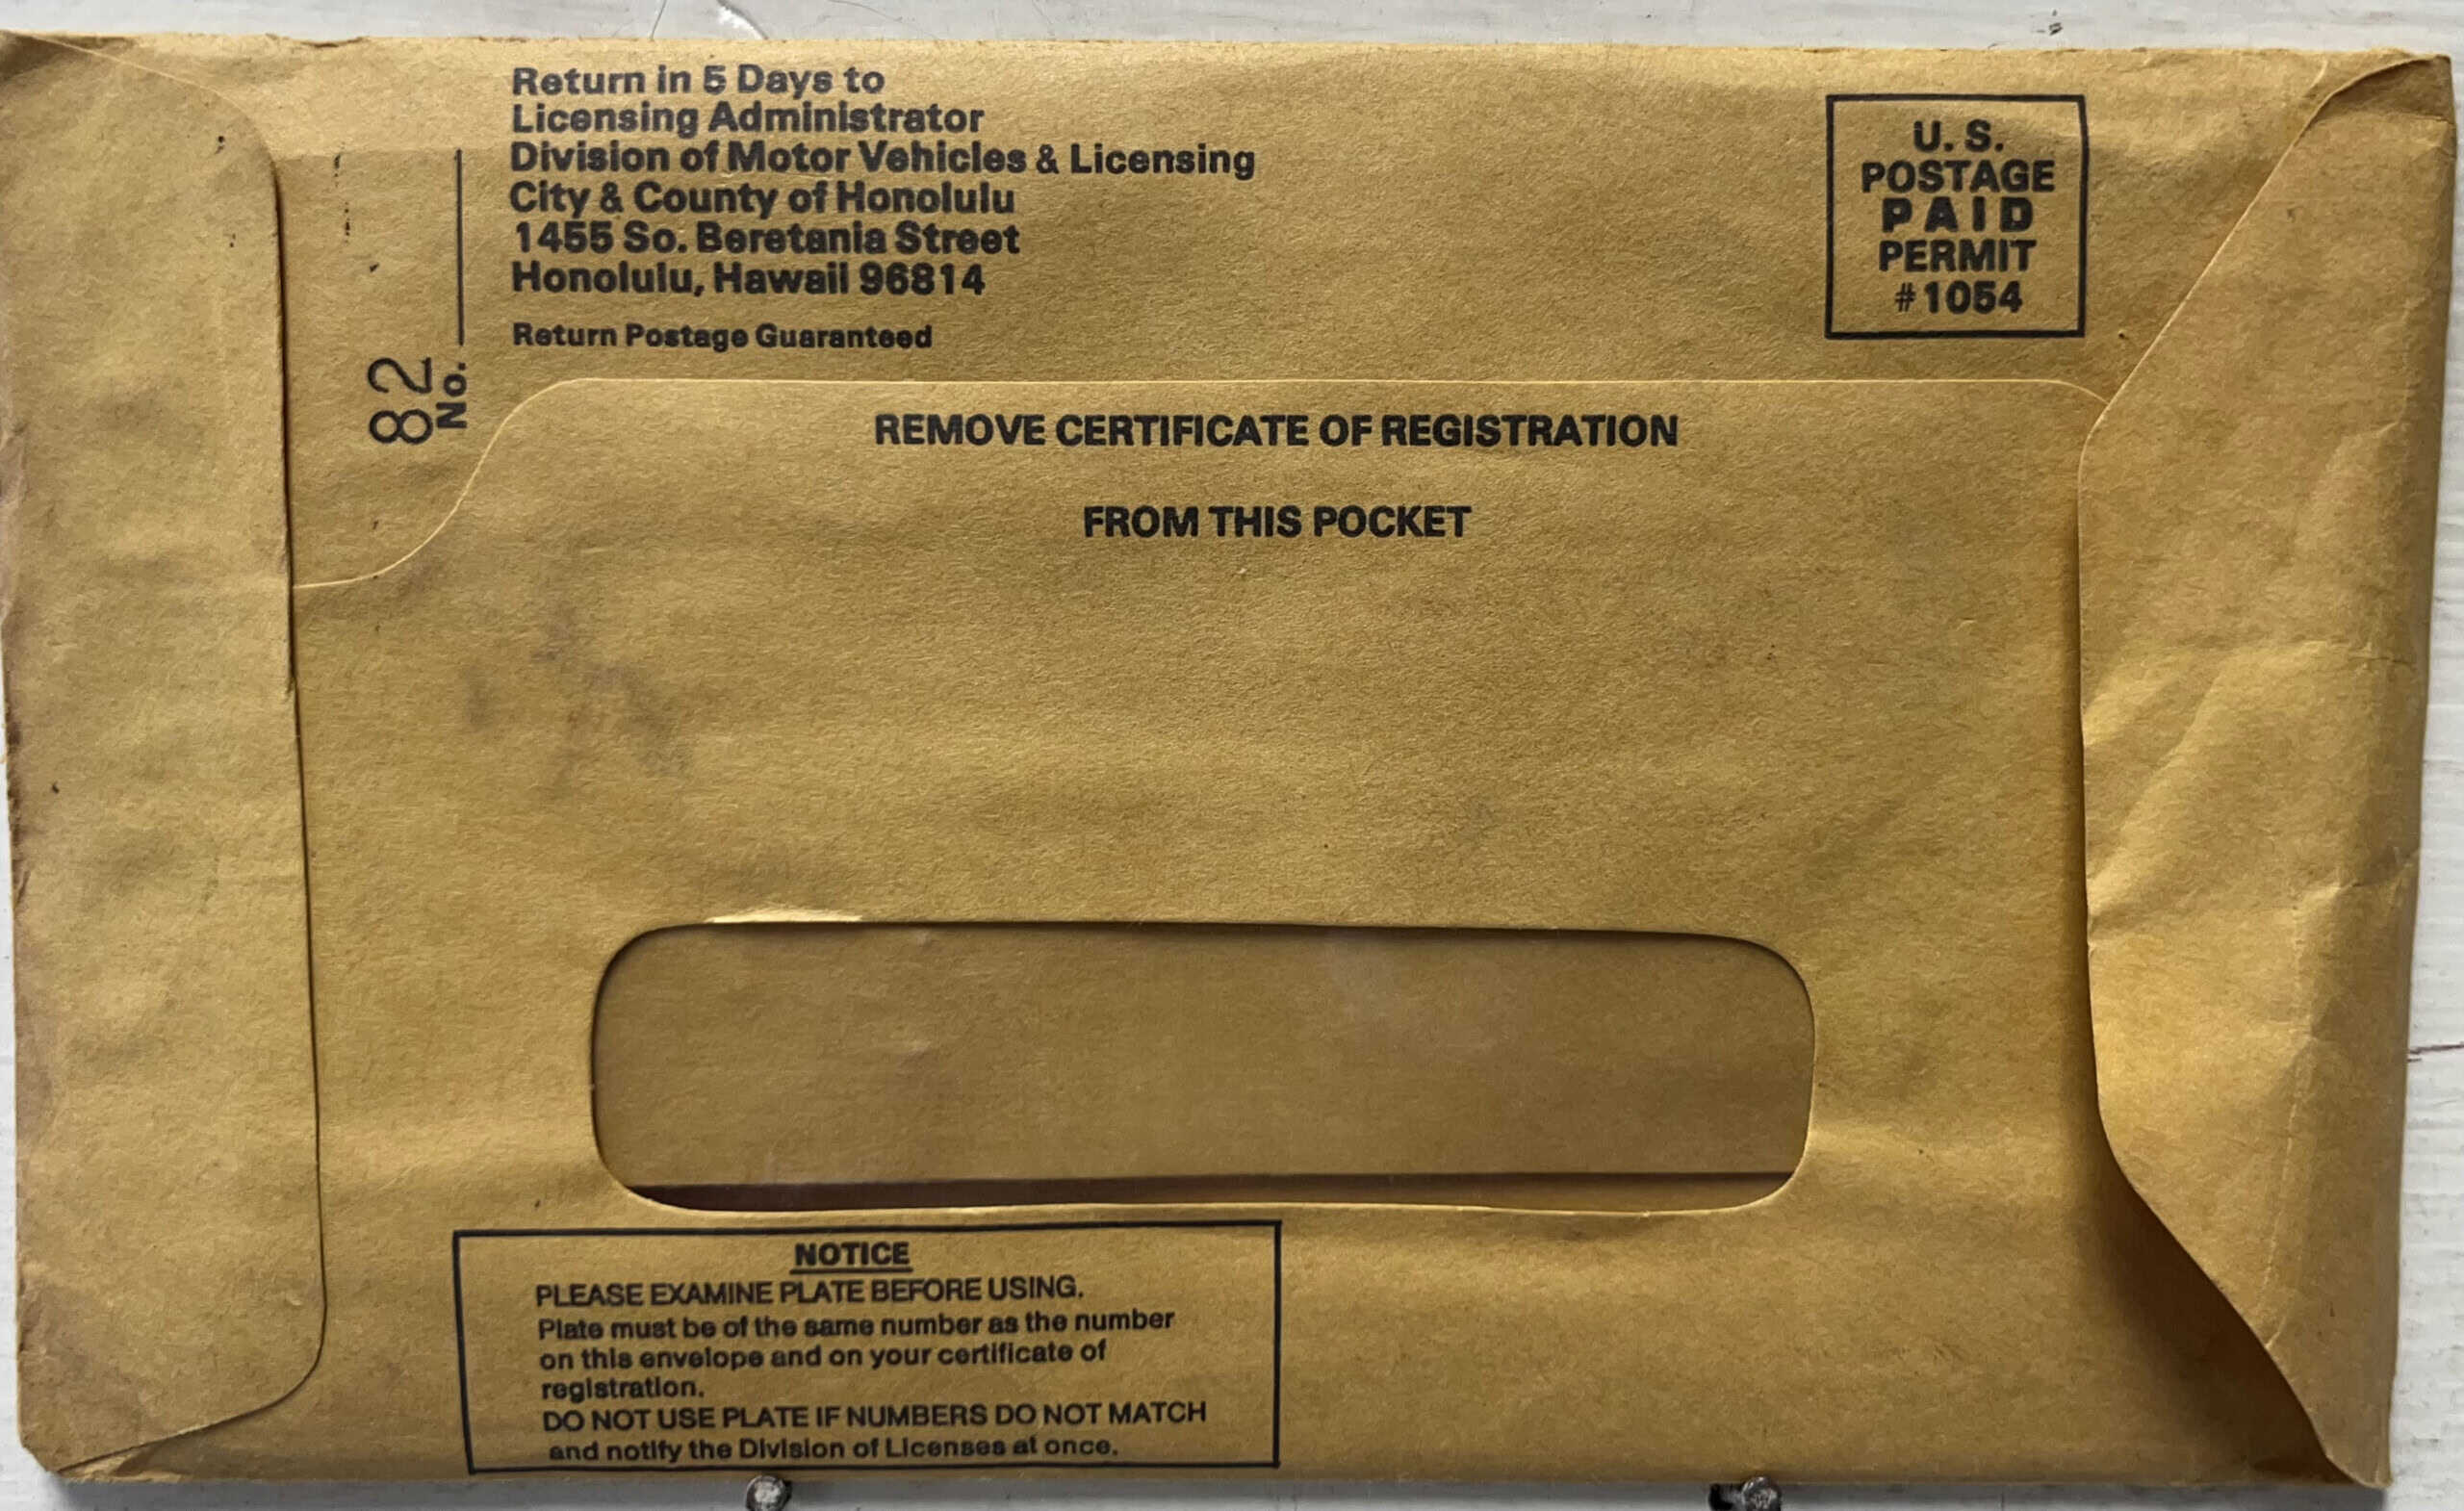 Return in 5 Days to
Licensing Administrator
Division of Motor Vehicles & Licensing
City & County of Honolulu
1455 So. Beretania Street
Honolulu, Hawaii 96814
Return Postage Guaranteed
U. S.
POSTAGE
PAID
PERMIT
#1054
82
No.
REMOVE CERTIFICATE OF REGISTRATION
FROM THIS POCKET
NOTICE
PLEASE EXAMINE PLATE BEFORE USING.
Plate must be of the same number as the number
on this envelope and on your certificate of
registration.
DO NOT USE PLATE IF NUMBERS DO NOT MATCH
and notify the Division of Licenses at once.